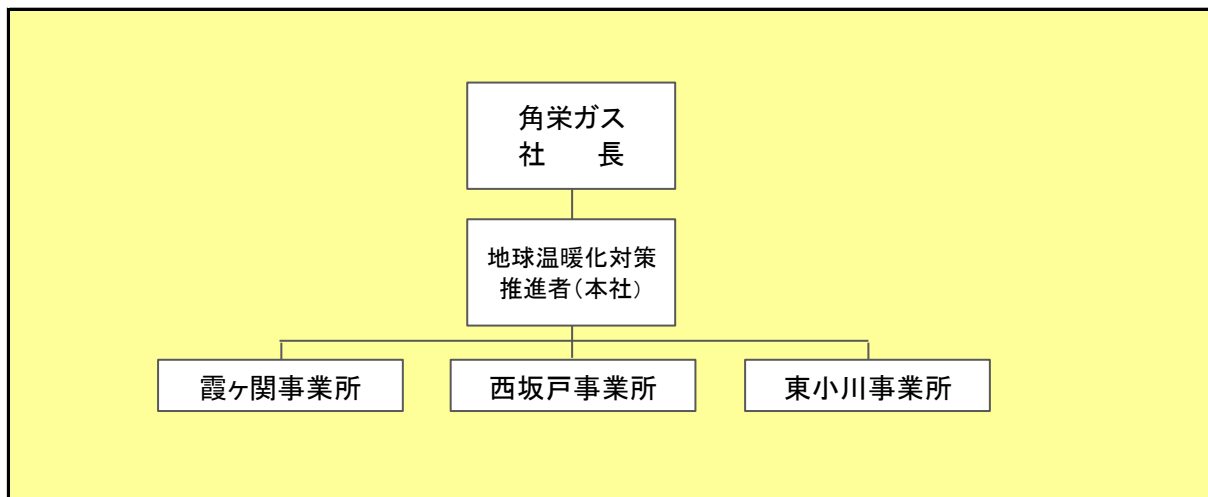 角栄ガス
社　　長
地球温暖化対策
推進者（本社）
霞ヶ関事業所
西坂戸事業所
東小川事業所